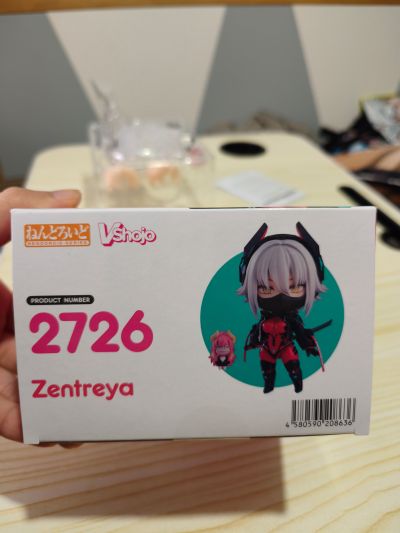 ねんどろいど
NENDOROID SERIES
VShojo
PRODUCT NUMBER
2726
Zentreya
4 580590 208636